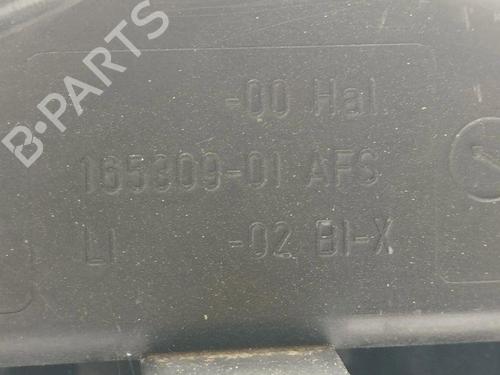 B-PARTS
-00 Hal.
165309-01 AFS
LI -02 BI-X